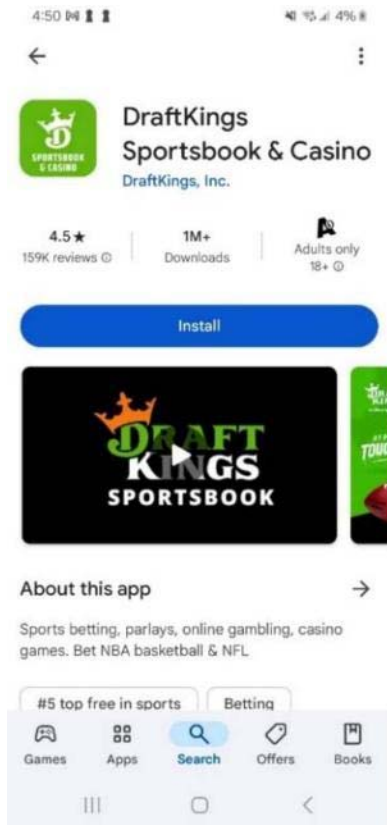 4:50
4%
DraftKings
Sportsbook & Casino
DraftKings, Inc.
SPORTSBOOK
& CASINO
4.5★
159K reviews
1M+
Downloads
Adults only
18+
Install
DRAFT
KINGS
SPORTSBOOK
About this app
Sports betting, parlays, online gambling, casino
games. Bet NBA basketball & NFL
#5 top free in sports
Betting
Games
Apps
Search
Offers
Books